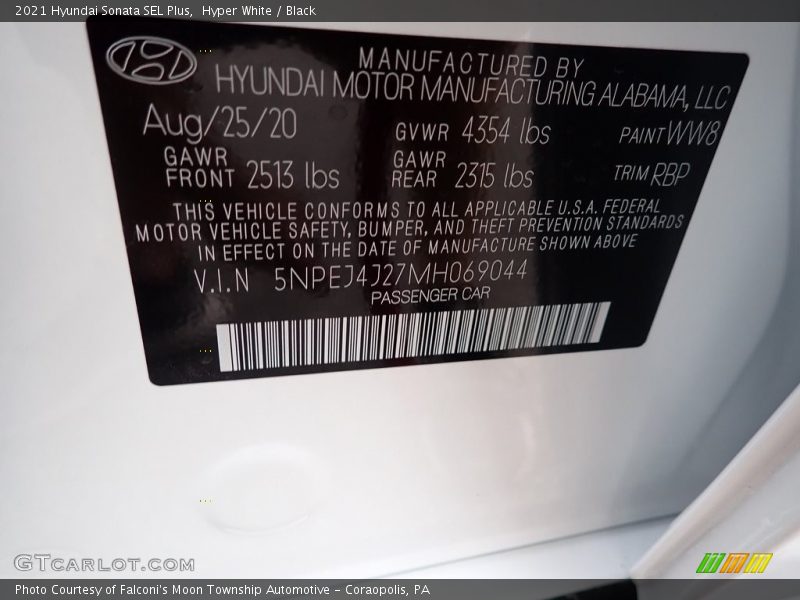 2021 Hyundai Sonata SEL Plus,  Hyper White / Black
MANUFACTURED BY
HYUNDAI MOTOR MANUFACTURING ALABAMA, LLC
Aug/25/20 GVWR 4354 lbs PAINT WW8
GAWR FRONT 2513 lbs GAWR REAR 2315 lbs TRIM RBP
THIS VEHICLE CONFORMS TO ALL APPLICABLE U.S.A. FEDERAL
MOTOR VEHICLE SAFETY, BUMPER, AND THEFT PREVENTION STANDARDS
IN EFFECT ON THE DATE OF MANUFACTURE SHOWN ABOVE
V.I.N 5NPEJ4J27MH069044
PASSENGER CAR
GTCARLOT.COM
Photo Courtesy of Falconi's Moon Township Automotive - Coraopolis, PA